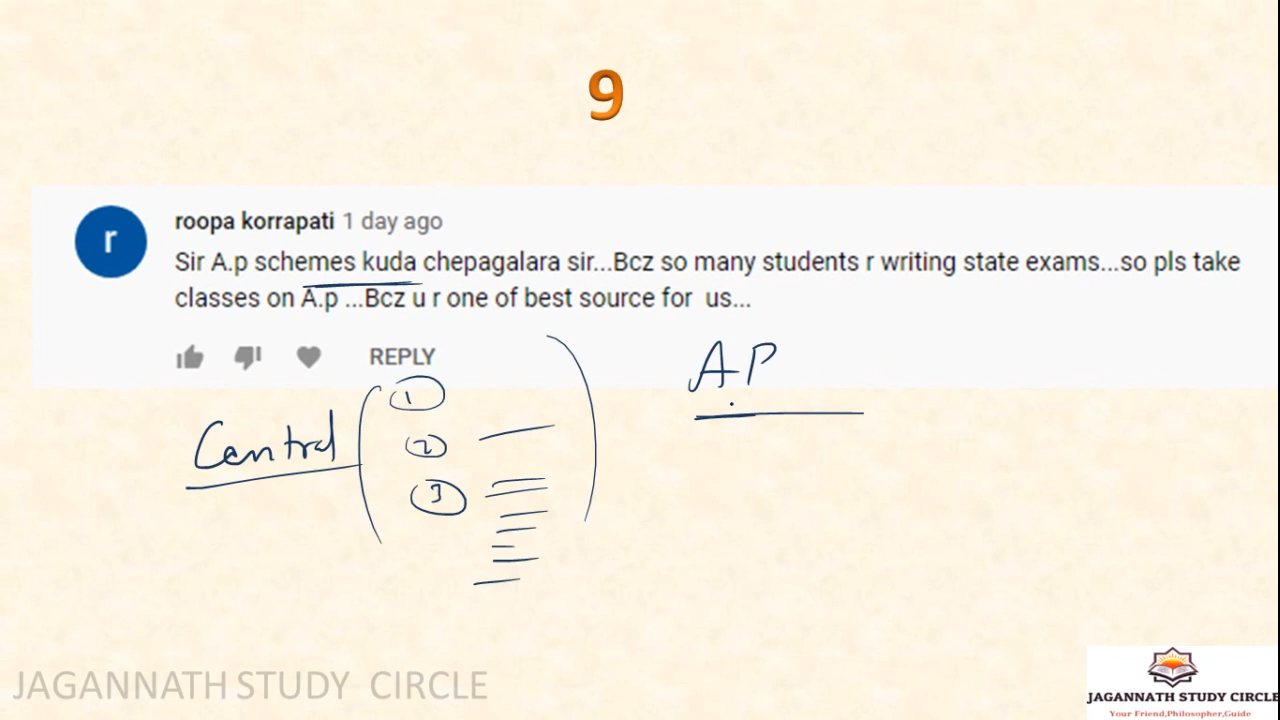 9
r
roopa korrapati 1 day ago
Sir A.p schemes kuda chepagalara sir...Bcz so many students r writing state exams...so pls take
classes on A.p ...Bcz u r one of best source for us...
REPLY
A.P
Central
1
2
3
JAGANNATH STUDY CIRCLE
JAGANNATH STUDY CIRCLE
Your Friend,Philosopher,Guide